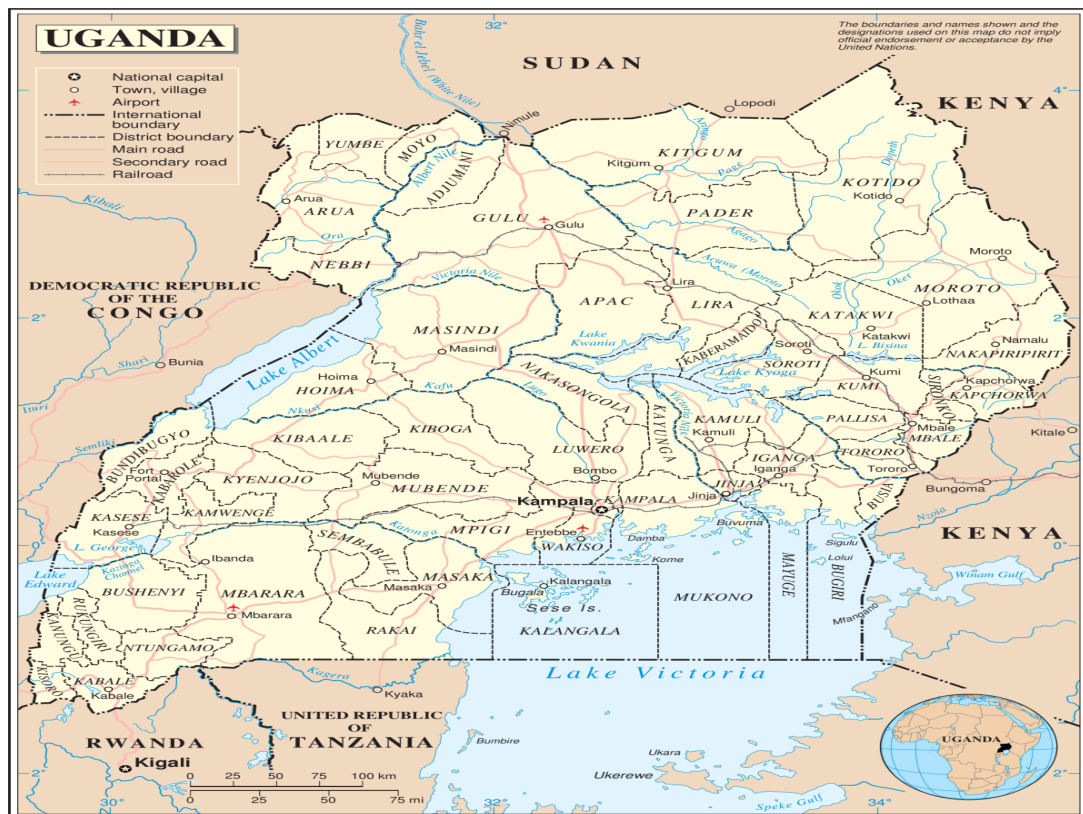 UGANDA
National capital
Town, village
Airport
International
boundary
District boundary
Main road
Secondary road
Railroad
The boundaries and names shown and the
designations used on this map do not imply
official endorsement or acceptance by the
United Nations.
32°
Bahr el Jebel (White Nile)
SUDAN
4°
KENYA
Lopodi
Nimule
YUMBE
MOYO
Albert Nile
ADJUMANI
Aringa
KITGUM
Kitgum
Page
Dopeth
KOTIDO
Kotido
Kibali
Arua
ARUA
GULU
Gulu
PADER
Agago
Ora
NEBBI
Moroto
Victoria Nile
Acuwa (Moroto)
Okok
Oker
DEMOCRATIC REPUBLIC
OF THE
CONGO
APAC
Lira
LIRA
MOROTO
Lothaa
2°
2°
KATAKWI
Katakwi
MASINDI
Masindi
Lake
Kwania
KABERAMAIDO
Soroti
L. Bisina
Namalu
NAKAPIRIPIRIT
Shari
Bunia
Lake Albert
Hoima
HOIMA
Kafu
NAKASONGOLA
Lugo
Lake Kyoga
SOROTI
Kumi
KUMI
SIRONKO
Kapchorwa
KAPCHORWA
Ituri
Nkusi
KAYUNGA
Victoria Nile
KAMULI
Kamuli
PALLISA
Mbale
MBALE
Kitale
Semliki
BUNDIBUGYO
KIBAALE
KIBOGA
LUWERO
Bombo
IGANGA
Iganga
TORORO
Tororo
Fort
Portal
KABAROLE
KYENJOJO
Mubende
MUBENDE
Kampala
KAMPALA
Jinja
JINJA
BUSIA
Bungoma
KAMWENGE
KASESE
Kasese
Katonga
MPIGI
Entebbe
WAKISO
Buvuma
Damba
Kome
Nzoia
KENYA
L. George
Kazinga
Channel
Ibanda
SEMBABULE
Sigulu
Lolui
0°
Lake
Edward
BUSHENYI
MBARARA
Mbarara
MASAKA
Masaka
Bugala
Kalangala
Sese Is.
MUKONO
MAYUGE
BUGIRI
Winam Gulf
Mfangano
RUKUNGIRI
KANUNGU
NTUNGAMO
RAKAI
KALANGALA
KISORO
KABALE
Kabale
Kagera
Kyaka
Lake Victoria
RWANDA
Kigali
UNITED REPUBLIC
OF
TANZANIA
Bumbire
Ukara
Ukerewe
UGANDA
0 25 50 75 100 km
0 25 50 75 mi
2°
2°
30°
32°
Speke Gulf
34°